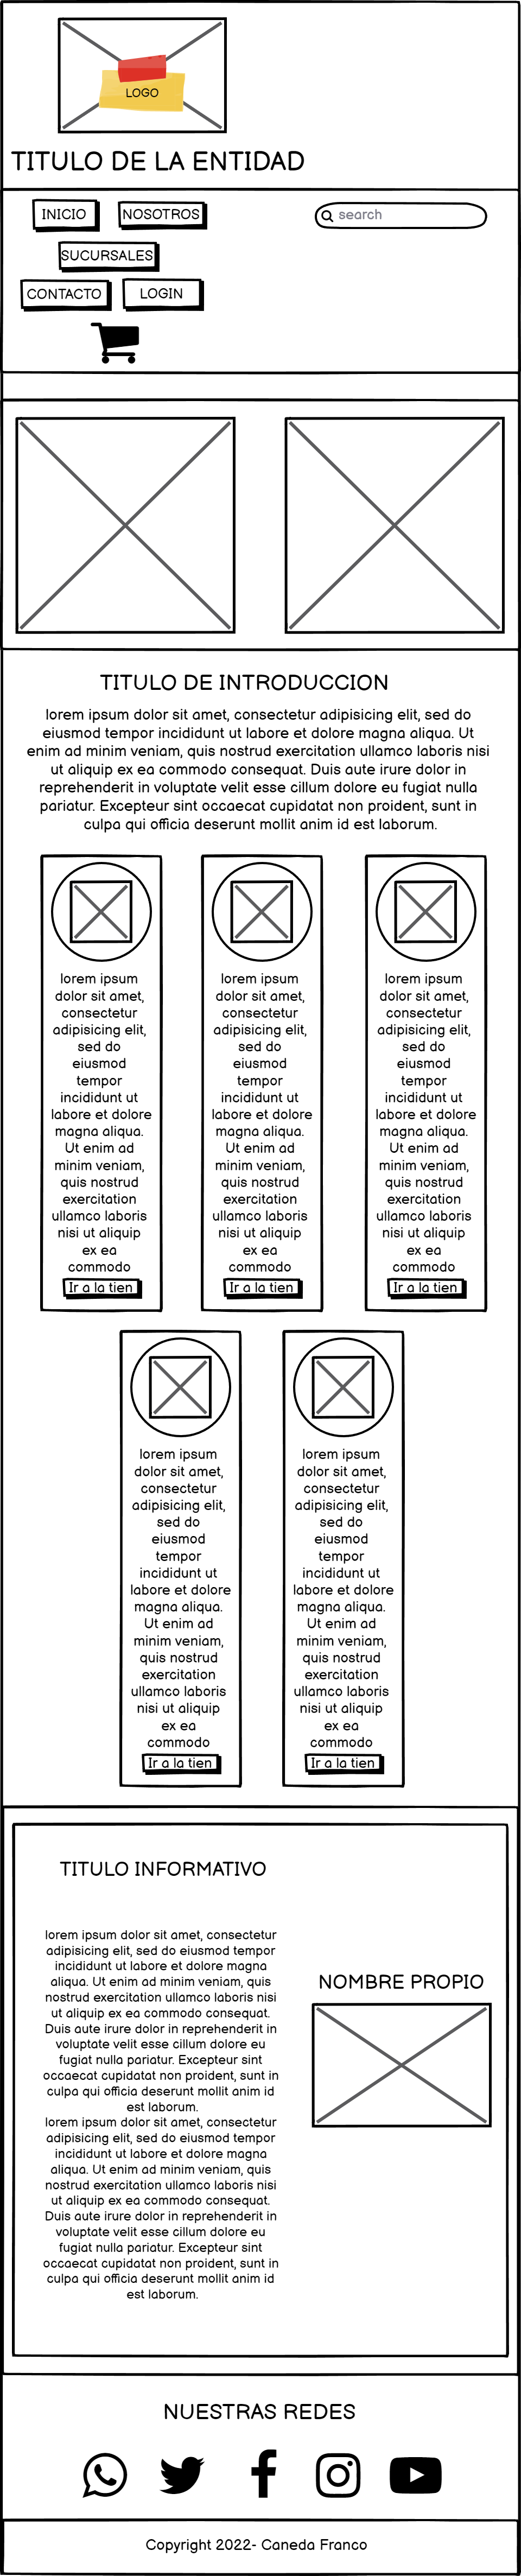 LOGO
TITULO DE LA ENTIDAD
INICIO
NOSOTROS
search
SUCURSALES
CONTACTO
LOGIN
TITULO DE INTRODUCCION
lorem ipsum dolor sit amet, consectetur adipisicing elit, sed do
eiusmod tempor incididunt ut labore et dolore magna aliqua. Ut
enim ad minim veniam, quis nostrud exercitation ullamco laboris nisi
ut aliquip ex ea commodo consequat. Duis aute irure dolor in
reprehenderit in voluptate velit esse cillum dolore eu fugiat nulla
pariatur. Excepteur sint occaecat cupidatat non proident, sunt in
culpa qui officia deserunt mollit anim id est laborum.
lorem ipsum
dolor sit amet,
consectetur
adipisicing elit,
sed do
eiusmod
tempor
incididunt ut
labore et dolore
magna aliqua.
Ut enim ad
minim veniam,
quis nostrud
exercitation
ullamco laboris
nisi ut aliquip
ex ea
commodo
Ir a la tien
lorem ipsum
dolor sit amet,
consectetur
adipisicing elit,
sed do
eiusmod
tempor
incididunt ut
labore et dolore
magna aliqua.
Ut enim ad
minim veniam,
quis nostrud
exercitation
ullamco laboris
nisi ut aliquip
ex ea
commodo
Ir a la tien
lorem ipsum
dolor sit amet,
consectetur
adipisicing elit,
sed do
eiusmod
tempor
incididunt ut
labore et dolore
magna aliqua.
Ut enim ad
minim veniam,
quis nostrud
exercitation
ullamco laboris
nisi ut aliquip
ex ea
commodo
Ir a la tien
lorem ipsum
dolor sit amet,
consectetur
adipisicing elit,
sed do
eiusmod
tempor
incididunt ut
labore et dolore
magna aliqua.
Ut enim ad
minim veniam,
quis nostrud
exercitation
ullamco laboris
nisi ut aliquip
ex ea
commodo
Ir a la tien
lorem ipsum
dolor sit amet,
consectetur
adipisicing elit,
sed do
eiusmod
tempor
incididunt ut
labore et dolore
magna aliqua.
Ut enim ad
minim veniam,
quis nostrud
exercitation
ullamco laboris
nisi ut aliquip
ex ea
commodo
Ir a la tien
TITULO INFORMATIVO
lorem ipsum dolor sit amet, consectetur
adipisicing elit, sed do eiusmod tempor
incididunt ut labore et dolore magna
aliqua. Ut enim ad minim veniam, quis
nostrud exercitation ullamco laboris nisi
ut aliquip ex ea commodo consequat.
Duis aute irure dolor in reprehenderit in
voluptate velit esse cillum dolore eu
fugiat nulla pariatur. Excepteur sint
occaecat cupidatat non proident, sunt in
culpa qui officia deserunt mollit anim id
est laborum.
lorem ipsum dolor sit amet, consectetur
adipisicing elit, sed do eiusmod tempor
incididunt ut labore et dolore magna
aliqua. Ut enim ad minim veniam, quis
nostrud exercitation ullamco laboris nisi
ut aliquip ex ea commodo consequat.
Duis aute irure dolor in reprehenderit in
voluptate velit esse cillum dolore eu
fugiat nulla pariatur. Excepteur sint
occaecat cupidatat non proident, sunt in
culpa qui officia deserunt mollit anim id
est laborum.
NOMBRE PROPIO
NUESTRAS REDES
Copyright 2022- Caneda Franco